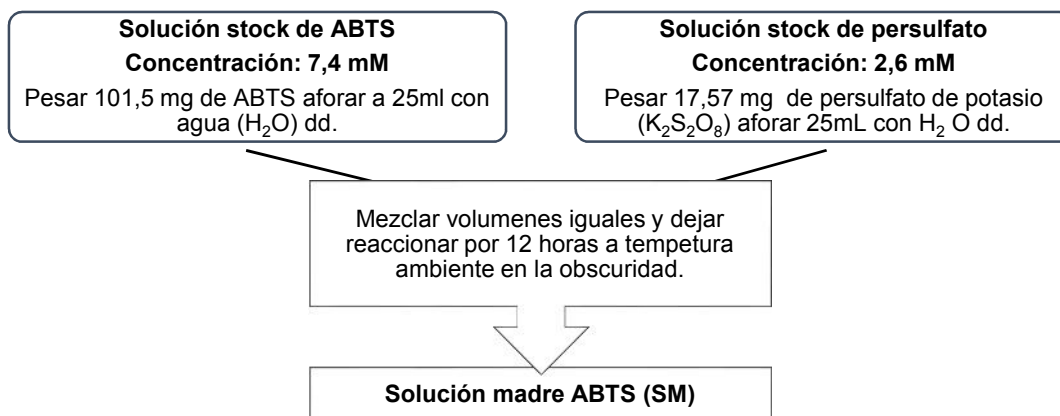 Solución stock de ABTS
Concentración: 7,4 mM
Pesar 101,5 mg de ABTS aforar a 25ml con
agua (H₂O) dd.
Solución stock de persulfato
Concentración: 2,6 mM
Pesar 17,57 mg de persulfato de potasio
(K₂S₂O₈) aforar 25mL con H₂ O dd.
Mezclar volumenes iguales y dejar
reaccionar por 12 horas a tempetura
ambiente en la obscuridad.
Solución madre ABTS (SM)